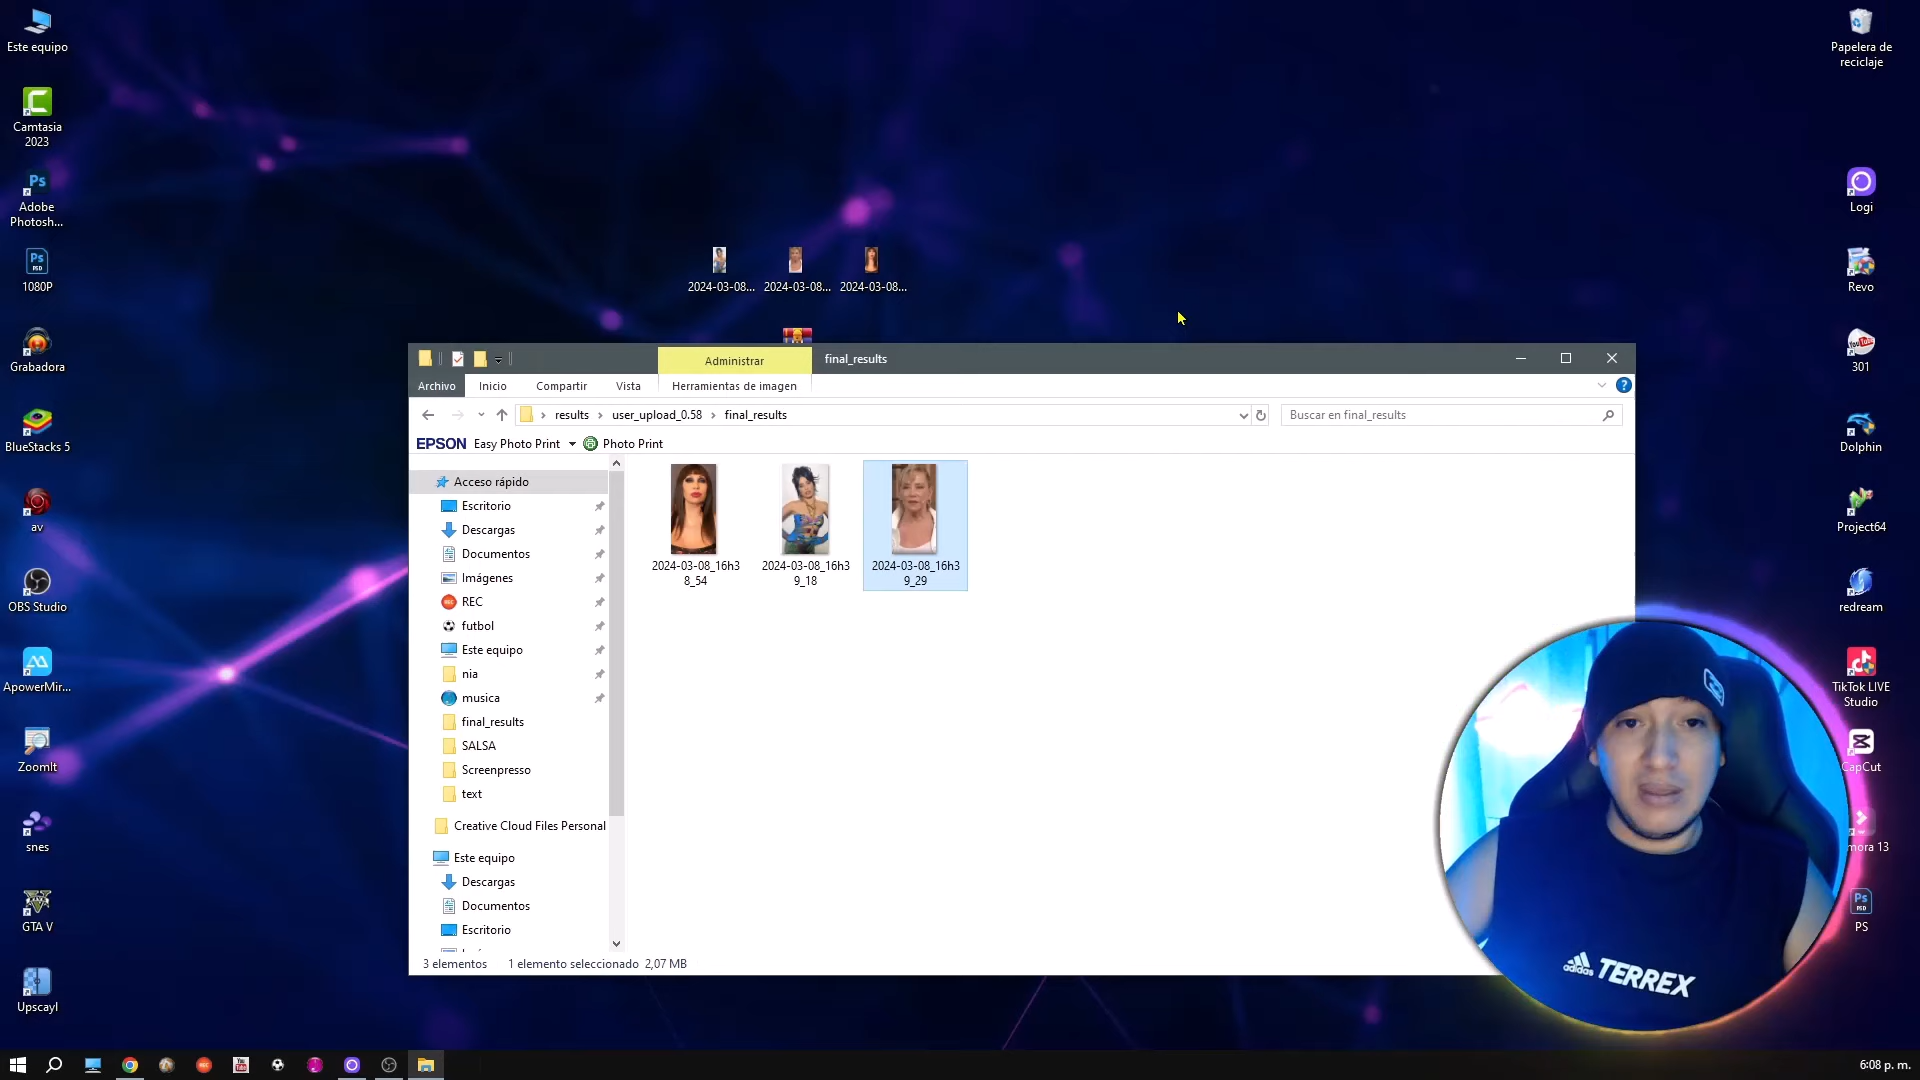 Este equipo
Camtasia
2023
Adobe
Photosh...
1080P
Grabadora
BlueStacks 5
av
OBS Studio
ApowerMir...
ZoomIt
snes
GTA V
Upscayl
2024-03-08...
2024-03-08...
2024-03-08...
Administrar
final_results
Archivo
Inicio
Compartir
Vista
Herramientas de imagen
results
user_upload_0.58
final_results
Buscar en final_results
EPSON
Easy Photo Print
Photo Print
Acceso rápido
Escritorio
Descargas
Documentos
Imágenes
REC
futbol
Este equipo
nia
musica
final_results
SALSA
Screenpresso
text
Creative Cloud Files Personal
Este equipo
Descargas
Documentos
Escritorio
2024-03-08_16h3
8_54
2024-03-08_16h3
9_18
2024-03-08_16h3
9_29
3 elementos
1 elemento seleccionado 2,07 MB
Papelera de
reciclaje
Logi
Revo
301
Dolphin
Project64
redream
TikTok LIVE
Studio
CapCut
mora 13
PS
adidas TERREX
6:08 p. m.